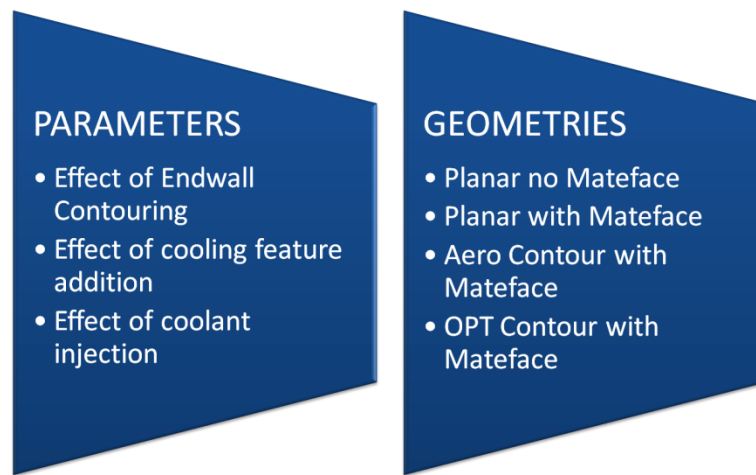 PARAMETERS
• Effect of Endwall
Contouring
• Effect of cooling feature
addition
• Effect of coolant
injection
GEOMETRIES
• Planar no Mateface
• Planar with Mateface
• Aero Contour with
Mateface
• OPT Contour with
Mateface